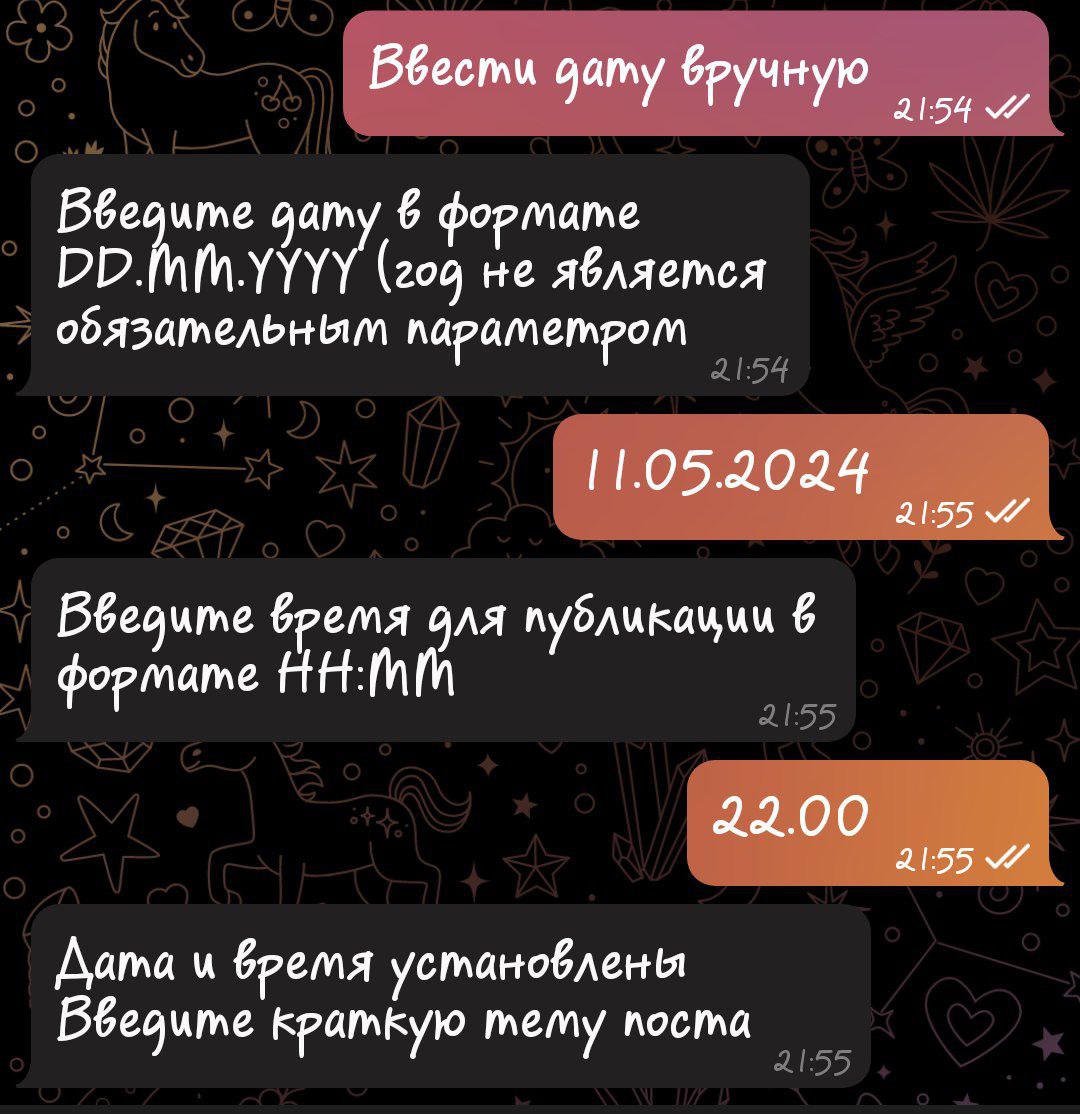 Ввести дату вручную
21:54
Введите дату в формате
DD.MM.YYYY (год не является
обязательным параметром
21:54
11.05.2024
21:55
Введите время для публикации в
формате HH:MM
21:55
22.00
21:55
Дата и время установлены
Введите краткую тему поста
21:55